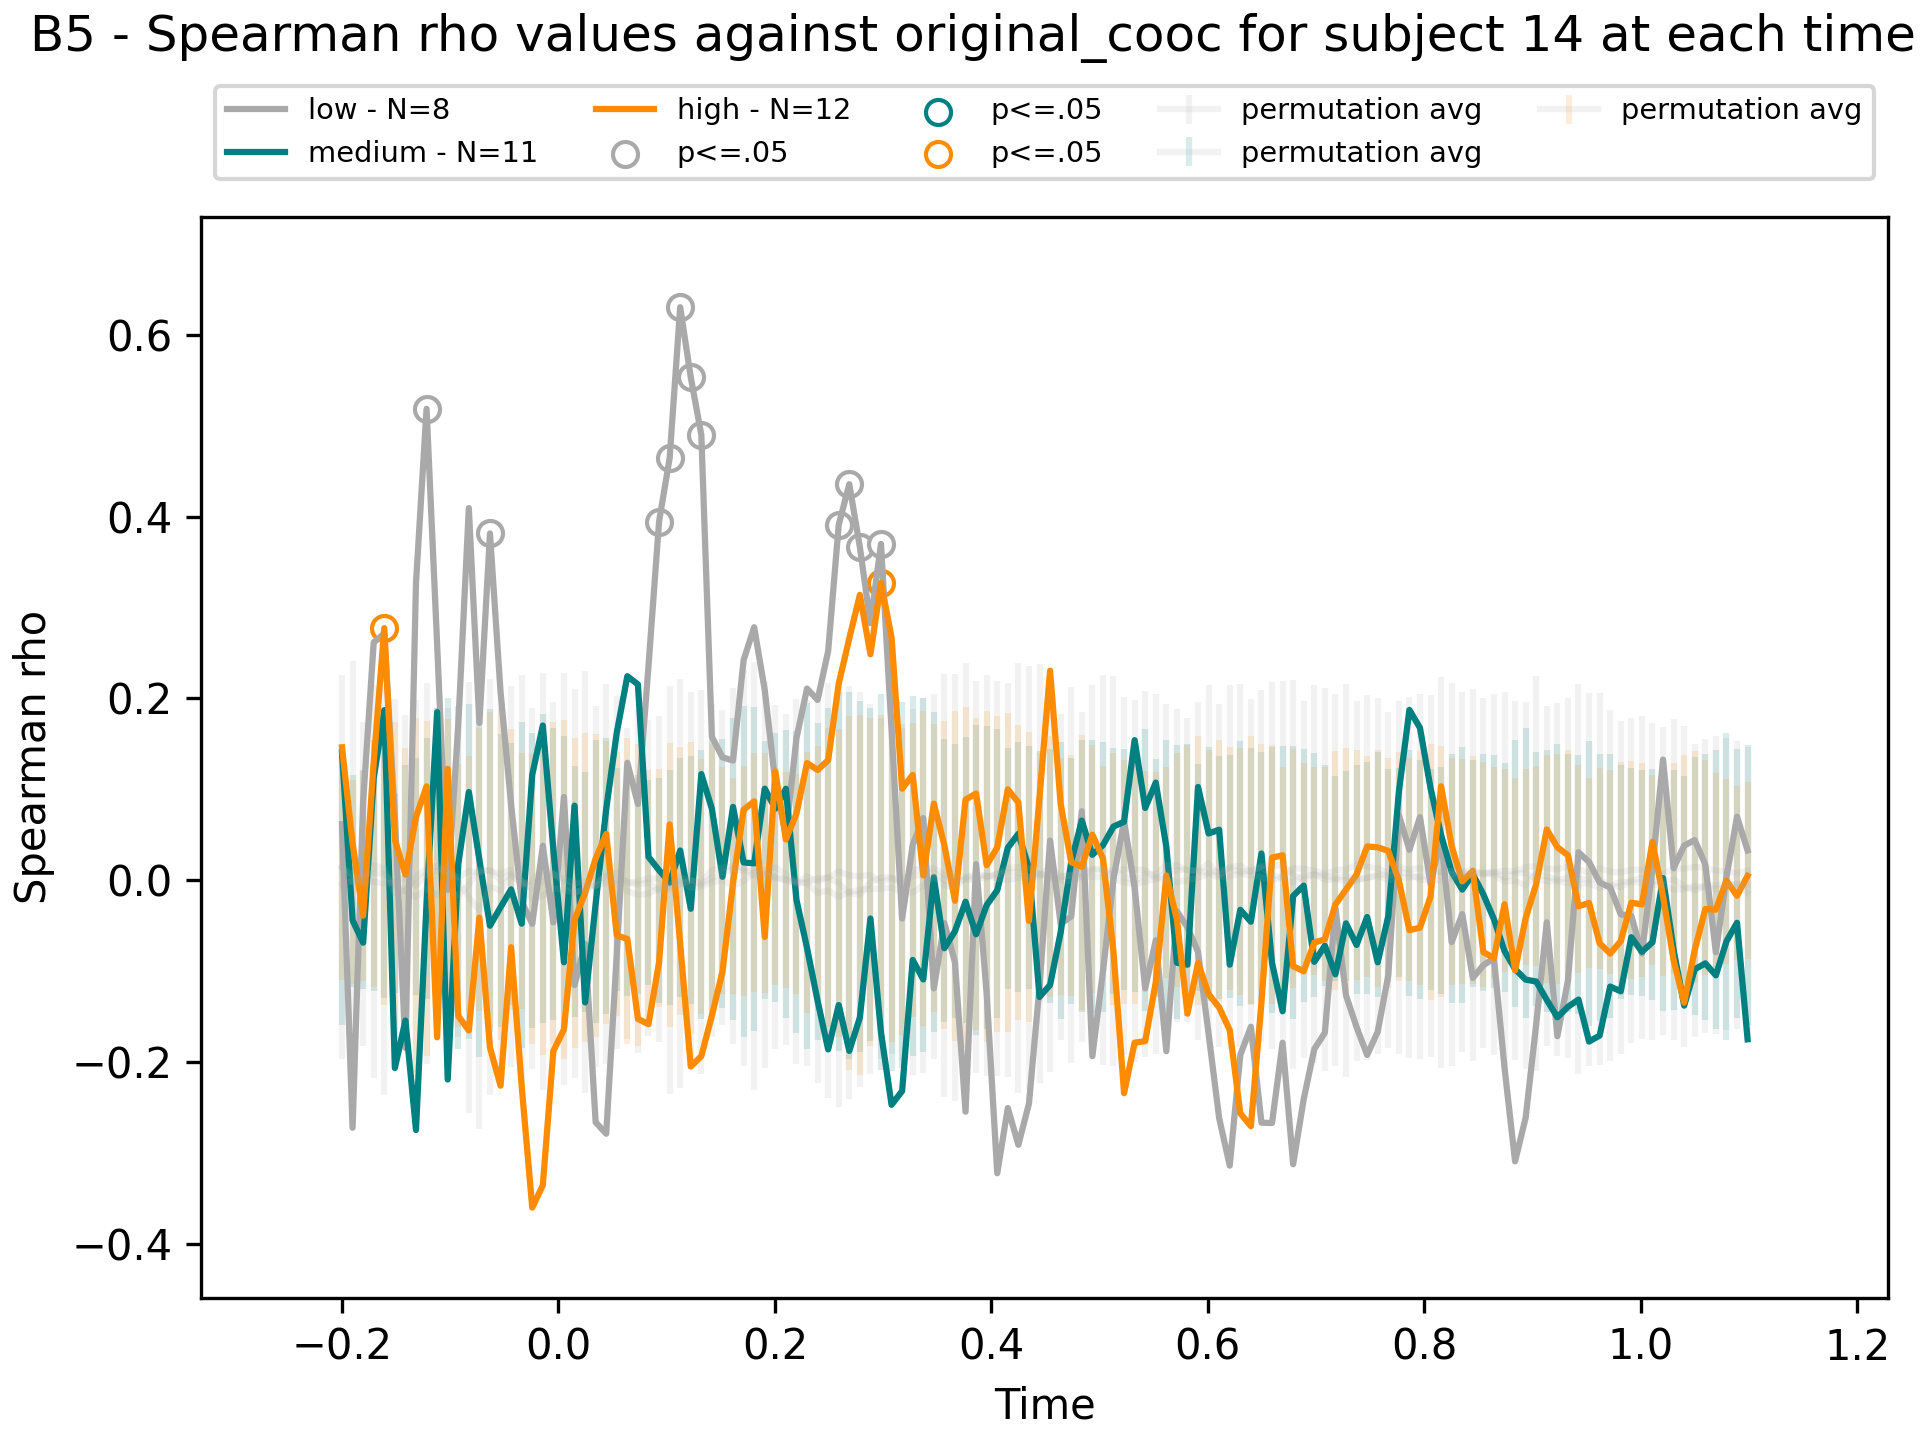 B5 - Spearman rho values against original_cooc for subject 14 at each time
low - N=8
medium - N=11
high - N=12
p<=.05
p<=.05
p<=.05
permutation avg
permutation avg
permutation avg
Spearman rho
0.6
0.4
0.2
0.0
−0.2
−0.4
−0.2 0.0 0.2 0.4 0.6 0.8 1.0 1.2
Time